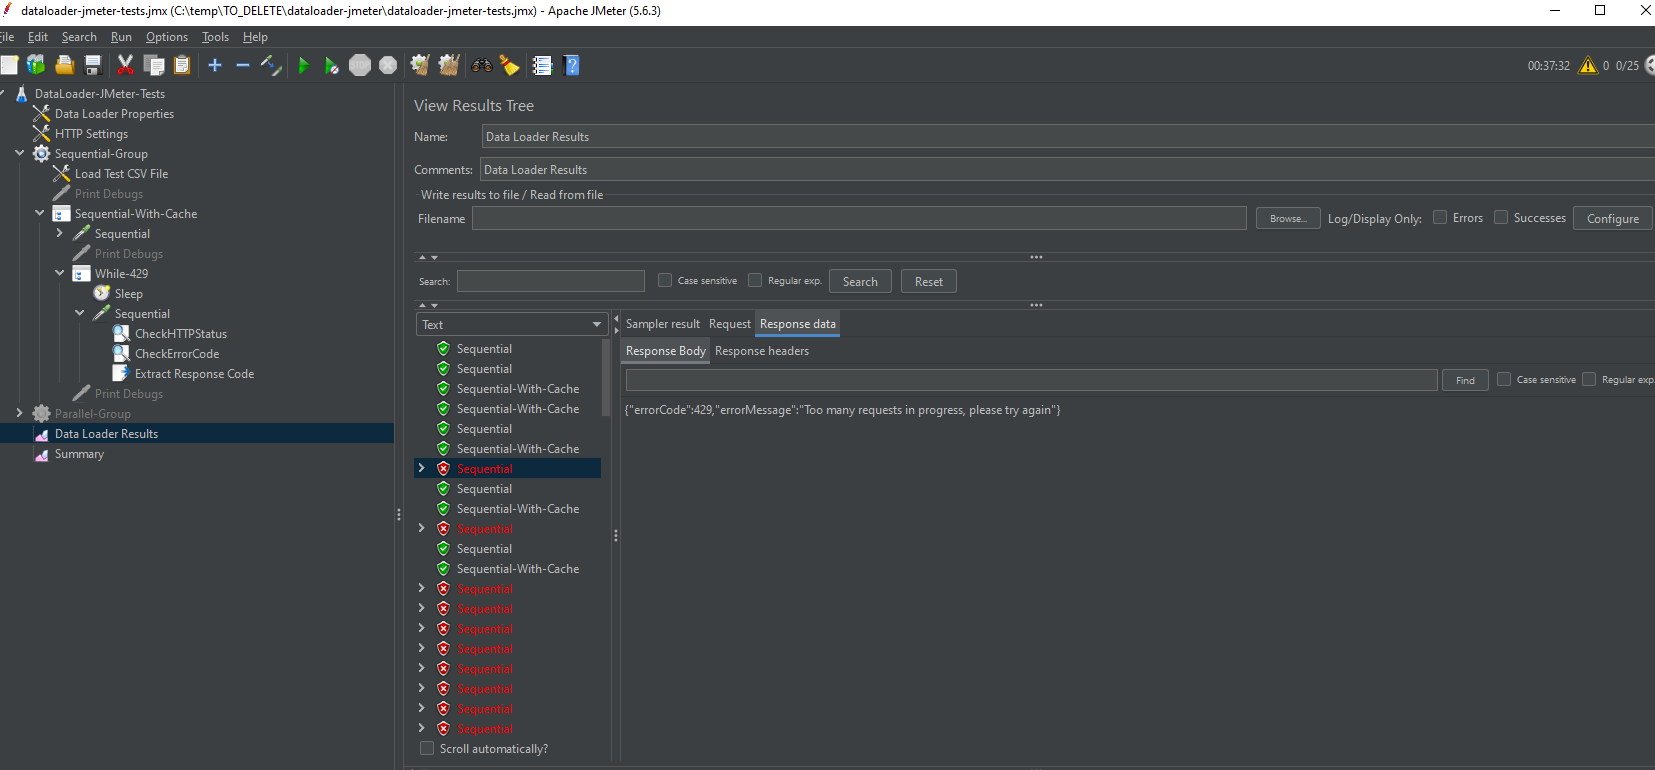 dataloader-jmeter-tests.jmx (C:\temp\TO_DELETE\dataloader-jmeter\dataloader-jmeter-tests.jmx) - Apache JMeter (5.6.3)
File Edit Search Run Options Tools Help
00:37:32 0 0/25
DataLoader-JMeter-Tests
Data Loader Properties
HTTP Settings
Sequential-Group
Load Test CSV File
Print Debugs
Sequential-With-Cache
Sequential
Print Debugs
While-429
Sleep
Sequential
CheckHTTPStatus
CheckErrorCode
Extract Response Code
Print Debugs
Parallel-Group
Data Loader Results
Summary
View Results Tree
Name: Data Loader Results
Comments: Data Loader Results
Write results to file / Read from file
Filename Browse... Log/Display Only: Errors Successes Configure
Search: Case sensitive Regular exp. Search Reset
Text
Sequential
Sequential
Sequential-With-Cache
Sequential-With-Cache
Sequential
Sequential-With-Cache
Sequential
Sequential
Sequential-With-Cache
Sequential
Sequential
Sequential-With-Cache
Sequential
Sequential
Sequential
Sequential
Sequential
Sequential
Sequential
Sequential
Scroll automatically?
Sampler result Request Response data
Response Body Response headers
Find Case sensitive Regular exp.
{"errorCode":429,"errorMessage":"Too many requests in progress, please try again"}